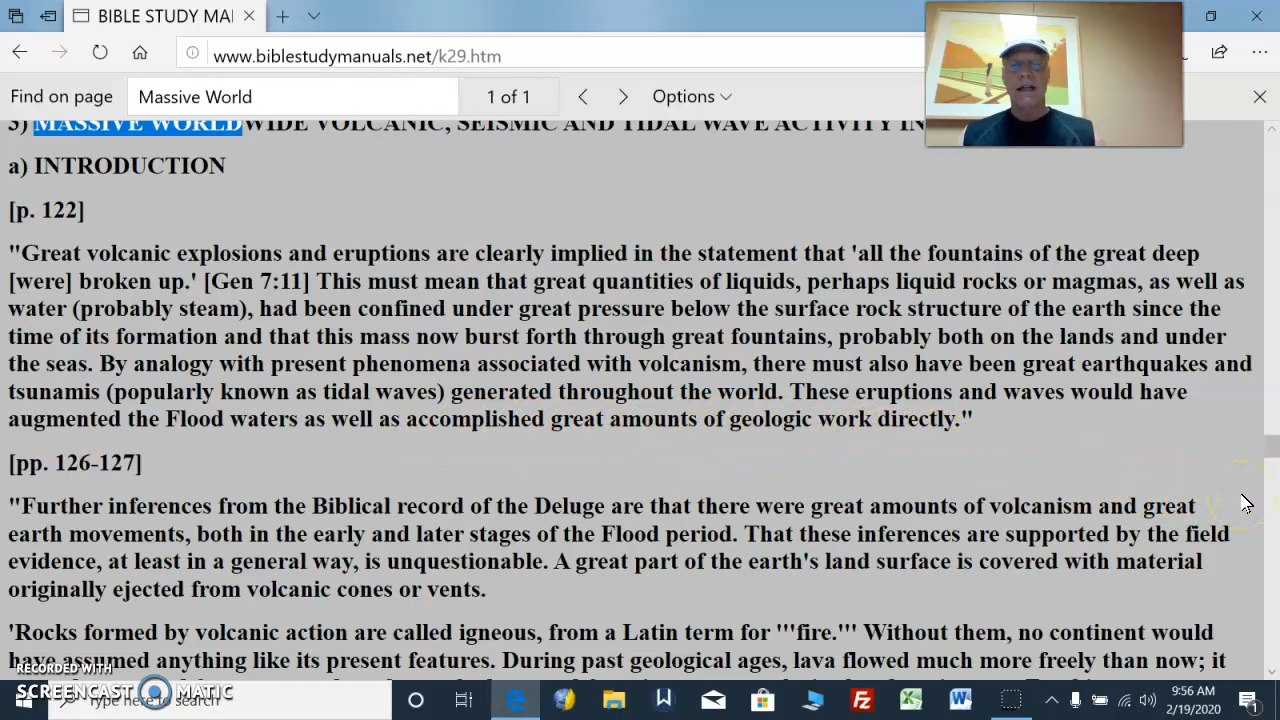 BIBLE STUDY MAI
www.biblestudymanuals.net/k29.htm
Find on page
Massive World
1 of 1
Options
3) MASSIVE WORLDWIDE VOLCANIC, SEISMIC AND TIDAL WAVE ACTIVITY IN
a) INTRODUCTION
[p. 122]
"Great volcanic explosions and eruptions are clearly implied in the statement that 'all the fountains of the great deep
[were] broken up.' [Gen 7:11] This must mean that great quantities of liquids, perhaps liquid rocks or magmas, as well as
water (probably steam), had been confined under great pressure below the surface rock structure of the earth since the
time of its formation and that this mass now burst forth through great fountains, probably both on the lands and under
the seas. By analogy with present phenomena associated with volcanism, there must also have been great earthquakes and
tsunamis (popularly known as tidal waves) generated throughout the world. These eruptions and waves would have
augmented the Flood waters as well as accomplished great amounts of geologic work directly."
[pp. 126-127]
"Further inferences from the Biblical record of the Deluge are that there were great amounts of volcanism and great
earth movements, both in the early and later stages of the Flood period. That these inferences are supported by the field
evidence, at least in a general way, is unquestionable. A great part of the earth's land surface is covered with material
originally ejected from volcanic cones or vents.
'Rocks formed by volcanic action are called igneous, from a Latin term for '"fire.'" Without them, no continent would
have assumed anything like its present features. During past geological ages, lava flowed much more freely than now; it
RECORDED WITH
SCREENCAST MATIC
Type here to search
9:56 AM
2/19/2020
1